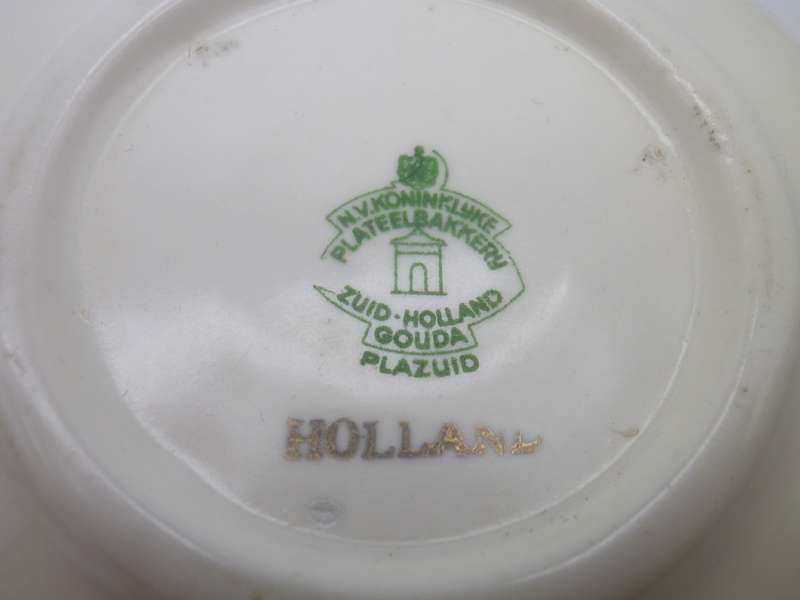 N.V. KONINKLIJKE
PLATEELBAKKERIJ
ZUID-HOLLAND
GOUDA
PLAZUID
HOLLAND